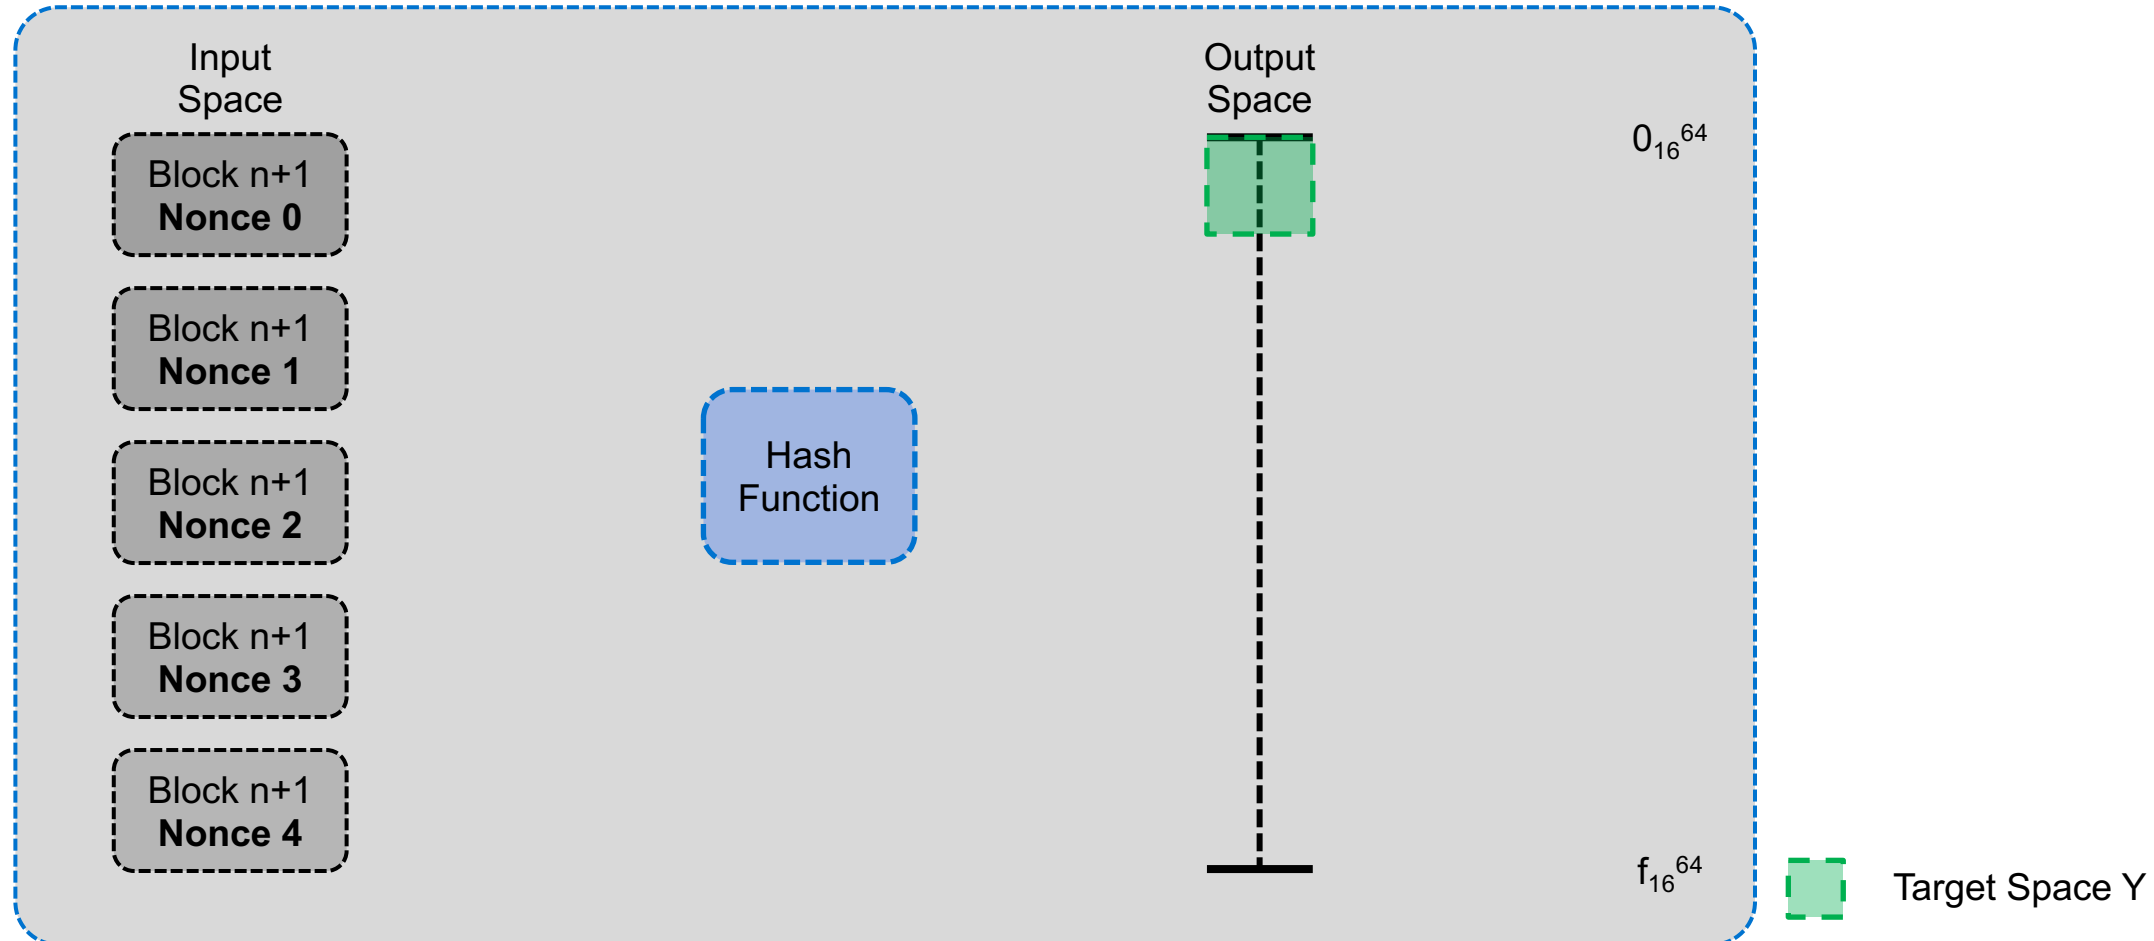 Input
Space
Output
Space
0₁₆⁶⁴
Block n+1
Nonce 0
Block n+1
Nonce 1
Hash
Function
Block n+1
Nonce 2
Block n+1
Nonce 3
Block n+1
Nonce 4
f₁₆⁶⁴
Target Space Y